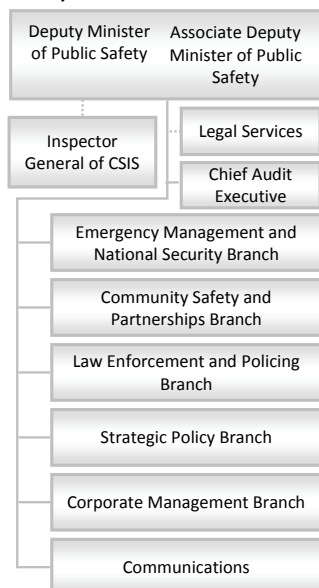 Deputy Minister
of Public Safety
Associate Deputy
Minister of Public
Safety
Inspector
General of CSIS
Legal Services
Chief Audit
Executive
Emergency Management and
National Security Branch
Community Safety and
Partnerships Branch
Law Enforcement and Policing
Branch
Strategic Policy Branch
Corporate Management Branch
Communications